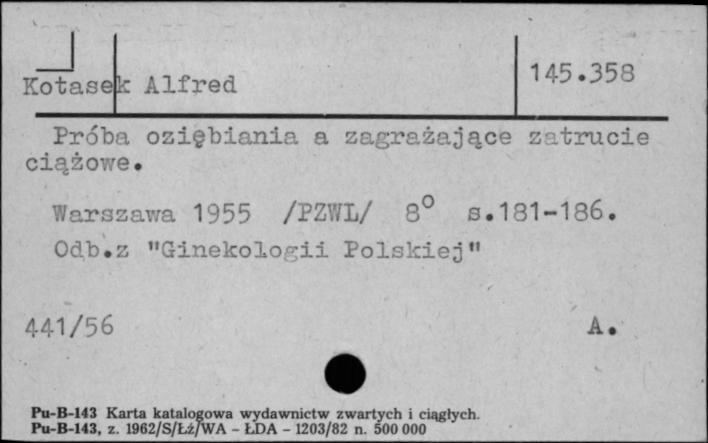 Kotasek Alfred
145.358
Próba oziębiania a zagrażające zatrucie
ciążowe.
Warszawa 1955 /PZWL/ 8° s.181-186.
Odb.z "Ginekologii Polskiej"
441/56 A.
Pu-B-143 Karta katalogowa wydawnictw zwartych i ciągłych.
Pu-B-143, z. 1962/S/Łż/WA - ŁDA - 1203/82 n. 500 000